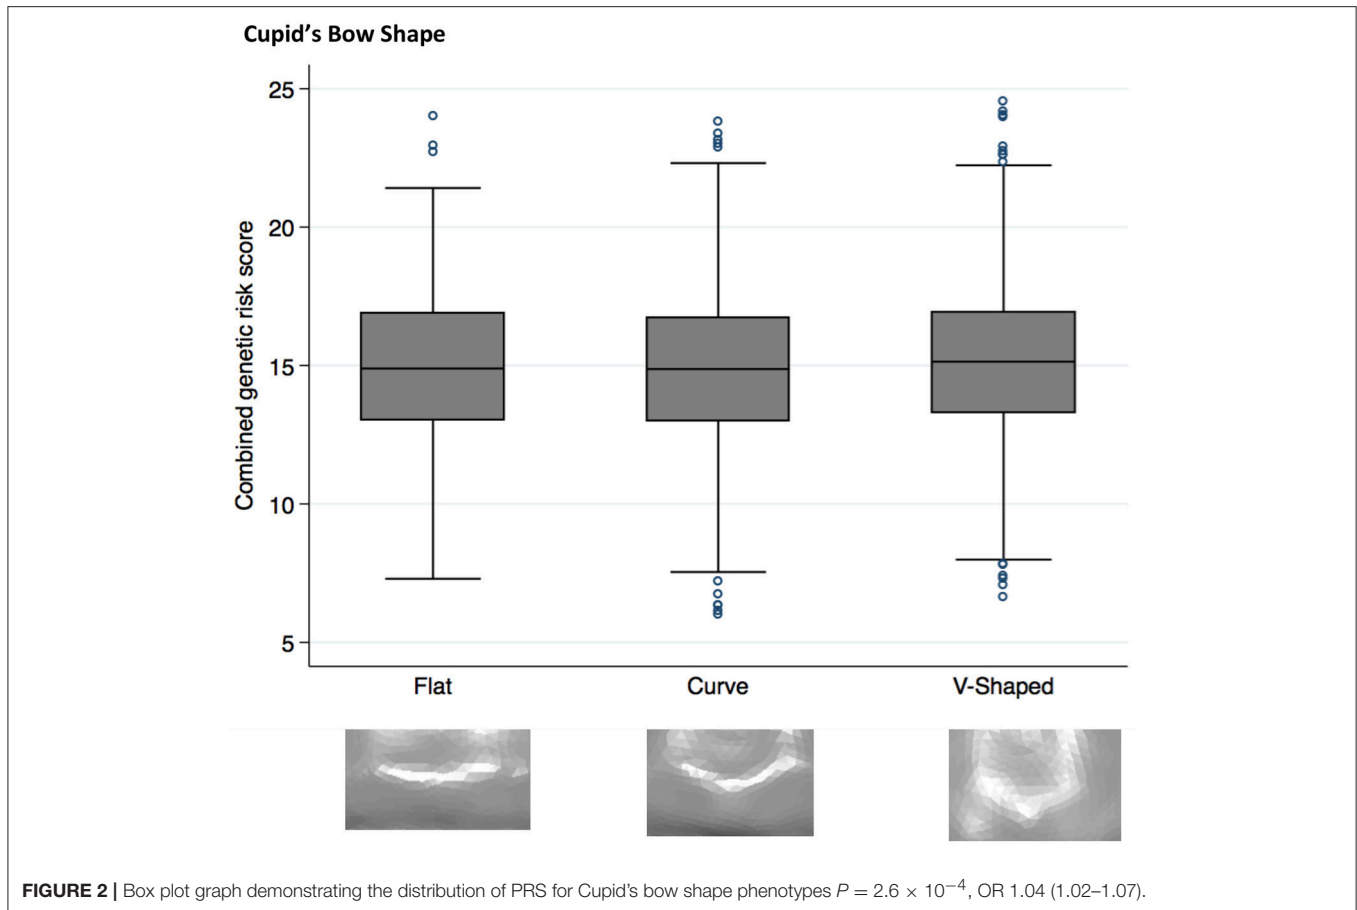 Cupid's Bow Shape
Combined genetic risk score
25
20
15
10
5
Flat Curve V-Shaped
FIGURE 2 | Box plot graph demonstrating the distribution of PRS for Cupid's bow shape phenotypes P = 2.6 × 10⁻⁴, OR 1.04 (1.02–1.07).